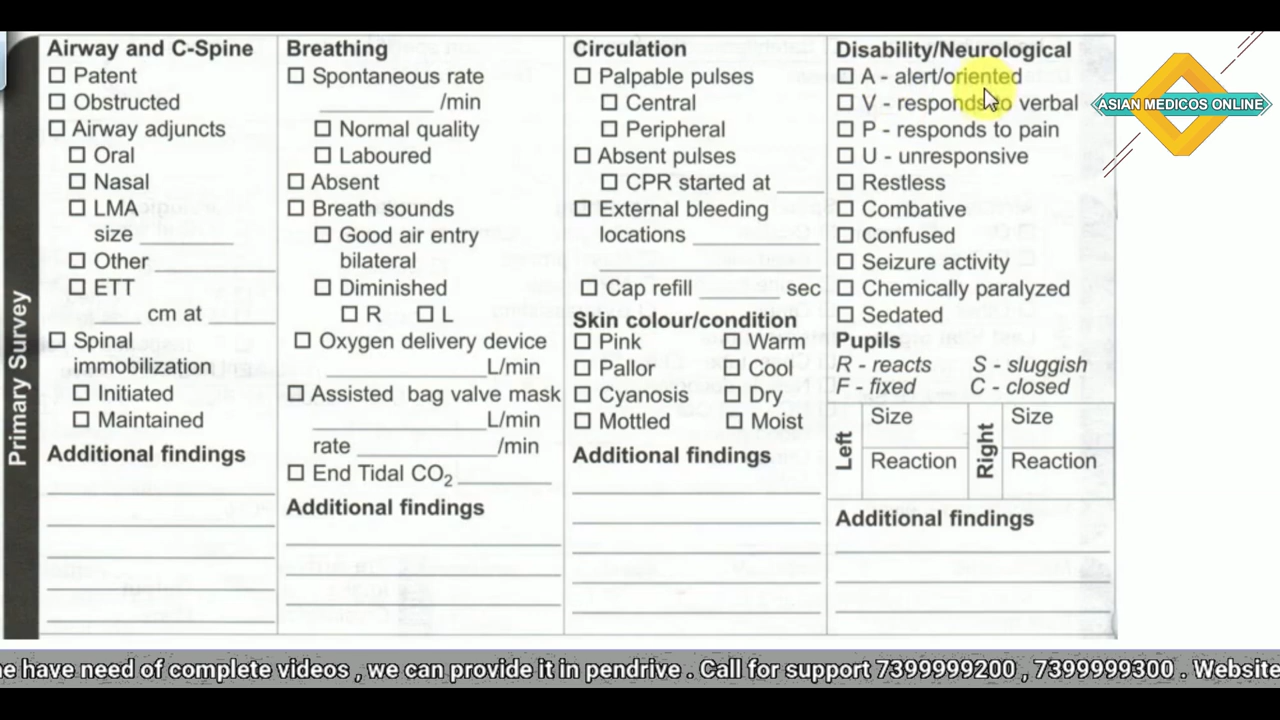 Primary Survey
Airway and C-Spine
Patent
Obstructed
Airway adjuncts
Oral
Nasal
LMA
size
Other
ETT
cm at
Spinal
immobilization
Initiated
Maintained
Additional findings
Breathing
Spontaneous rate
/min
Normal quality
Laboured
Absent
Breath sounds
Good air entry
bilateral
Diminished
R L
Oxygen delivery device
L/min
Assisted bag valve mask
L/min
rate /min
End Tidal CO2
Additional findings
Circulation
Palpable pulses
Central
Peripheral
Absent pulses
CPR started at
External bleeding
locations
Cap refill sec
Skin colour/condition
Pink Warm
Pallor Cool
Cyanosis Dry
Mottled Moist
Additional findings
Disability/Neurological
A - alert/oriented
V - responds to verbal
P - responds to pain
U - unresponsive
Restless
Combative
Confused
Seizure activity
Chemically paralyzed
Sedated
Pupils
R - reacts S - sluggish
F - fixed C - closed
Left
Size
Reaction
Right
Size
Reaction
Additional findings
ASIAN MEDICOS ONLINE
have need of complete videos , we can provide it in pendrive . Call for support 7399999200 , 7399999300 . Website